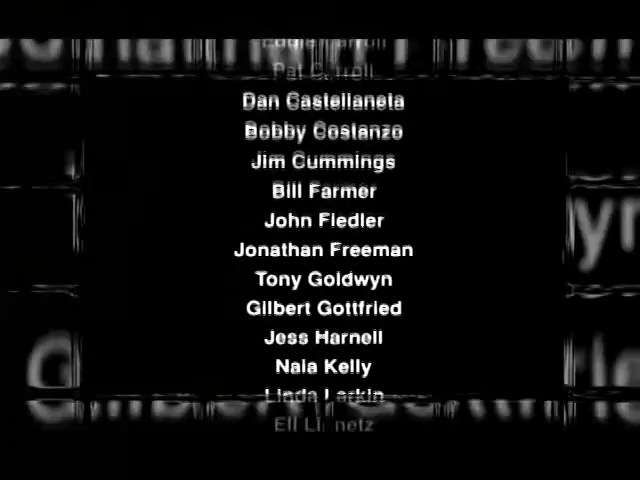 Pat Carroll
Dan Castellaneta
Bobby Costanzo
Jim Cummings
Bill Farmer
John Fiedler
Jonathan Freeman
Tony Goldwyn
Gilbert Gottfried
Jess Harnell
Nala Kelly
Linda Larkin